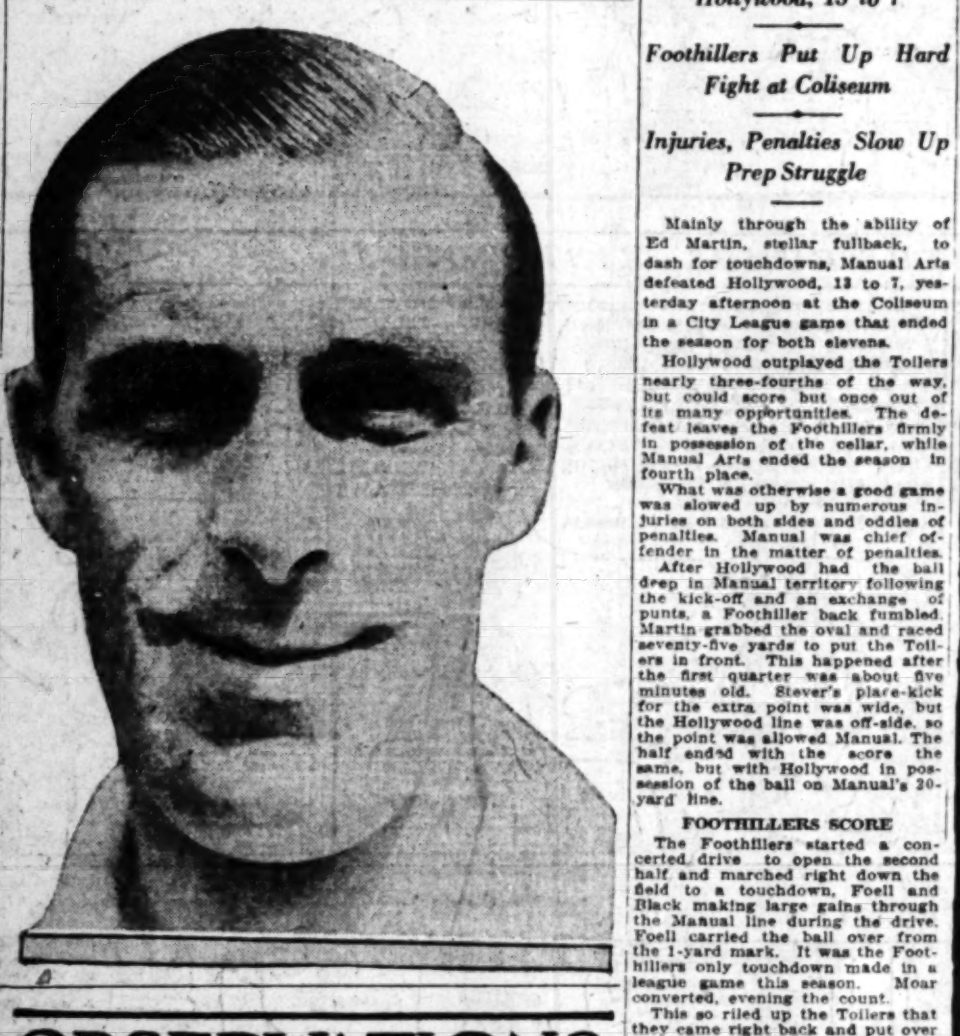 Hollywood, 13 to 7
Foothillers Put Up Hard
Fight at Coliseum
Injuries, Penalties Slow Up
Prep Struggle
Mainly through the ability of
Ed Martin, stellar fullback, to
dash for touchdowns, Manual Arts
defeated Hollywood, 13 to 7, yes-
terday afternoon at the Coliseum
in a City League game that ended
the season for both elevens.
Hollywood outplayed the Toilers
nearly three-fourths of the way,
but could score but once out of
its many opportunities. The de-
feat leaves the Foothillers firmly
in possession of the cellar, while
Manual Arts ended the season in
fourth place.
What was otherwise a good game
was slowed up by numerous in-
juries on both sides and oddles of
penalties. Manual was chief of-
fender in the matter of penalties.
After Hollywood had the ball
deep in Manual territory following
the kick-off and an exchange of
punts, a Foothiller back fumbled.
Martin grabbed the oval and raced
seventy-five yards to put the Toil-
ers in front. This happened after
the first quarter was about five
minutes old. Stever's place-kick
for the extra point was wide, but
the Hollywood line was off-side, so
the point was allowed Manual. The
half ended with the score the
same, but with Hollywood in pos-
session of the ball on Manual's 20-
yard line.
FOOTHILLERS SCORE
The Foothillers started a con-
certed drive to open the second
half and marched right down the
field to a touchdown, Foell and
Black making large gains through
the Manual line during the drive.
Foell carried the ball over from
the 1-yard mark. It was the Foot-
hillers only touchdown made in a
league game this season. Moar
converted, evening the count.
This so riled up the Toilers that
they came right back and put over